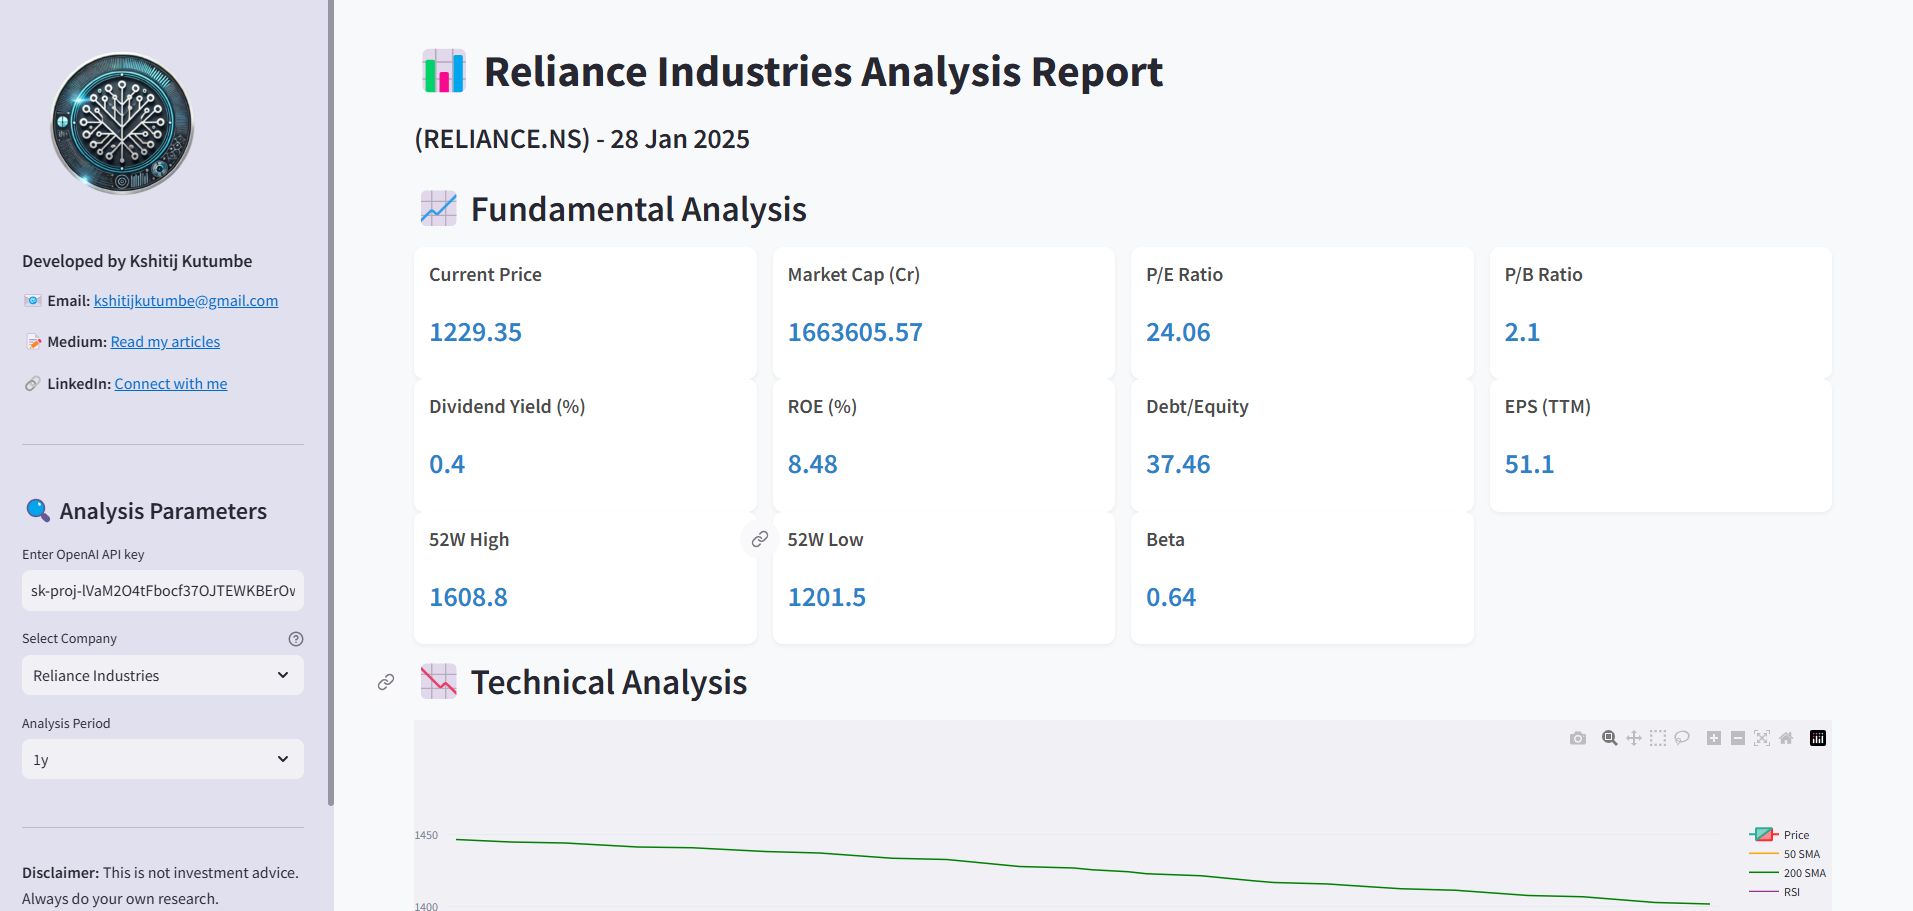 Developed by Kshitij Kutumbe
Email: kshitijkutumbe@gmail.com
Medium: Read my articles
LinkedIn: Connect with me
Analysis Parameters
Enter OpenAI API key
Select Company
Reliance Industries
Analysis Period
1y
Disclaimer: This is not investment advice.
Always do your own research.
Reliance Industries Analysis Report
(RELIANCE.NS) - 28 Jan 2025
Fundamental Analysis
Current Price
1229.35
Market Cap (Cr)
1663605.57
P/E Ratio
24.06
P/B Ratio
2.1
Dividend Yield (%)
0.4
ROE (%)
8.48
Debt/Equity
37.46
EPS (TTM)
51.1
52W High
1608.8
52W Low
1201.5
Beta
0.64
Technical Analysis
1450
1400
Price
50 SMA
200 SMA
RSI